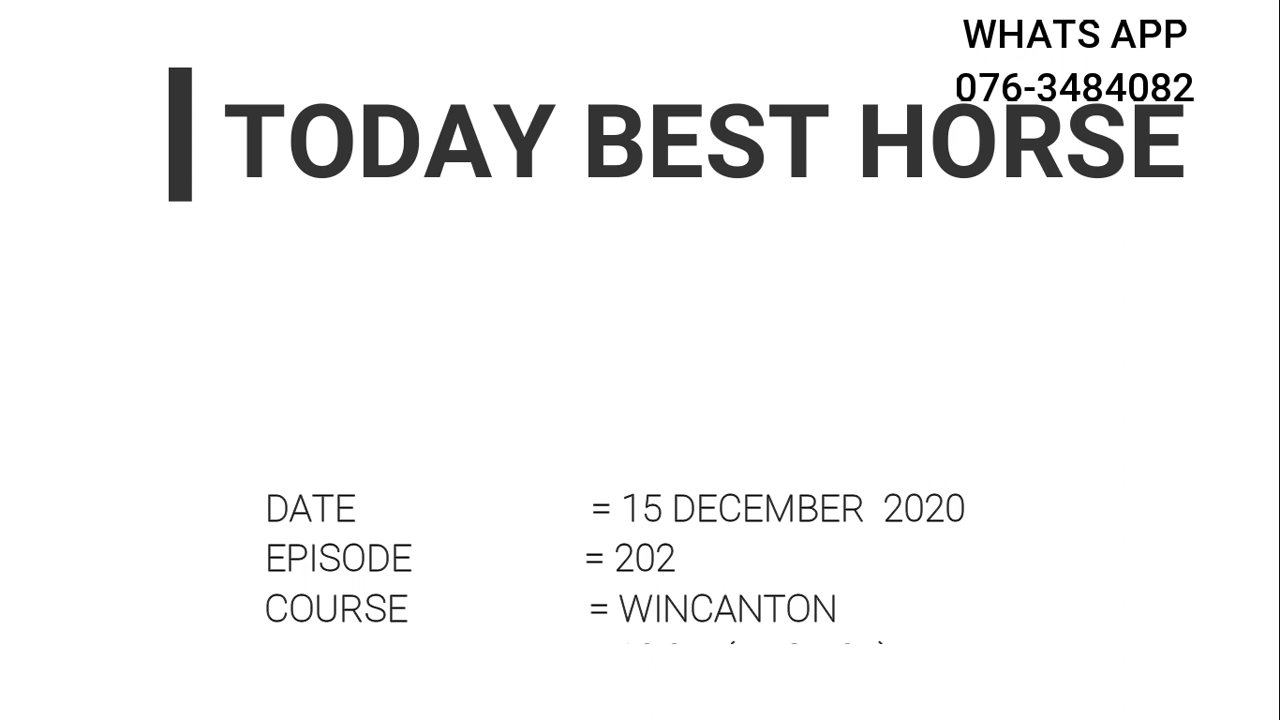 WHATS APP
076-3484082
TODAY BEST HORSE
DATE = 15 DECEMBER 2020
EPISODE = 202
COURSE = WINCANTON